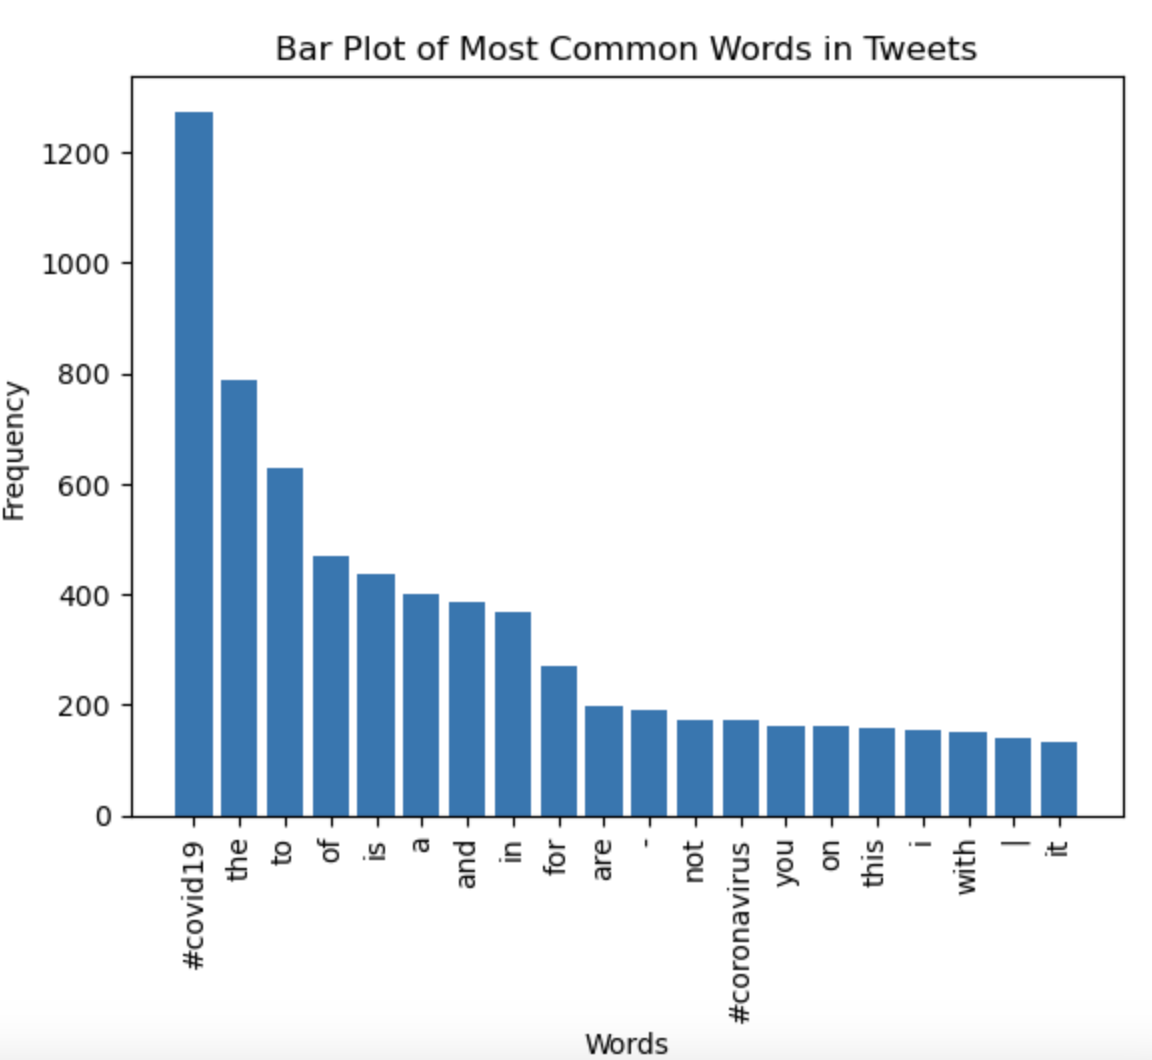 Bar Plot of Most Common Words in Tweets
1200
1000
800
600
400
200
0
Frequency
#covid19
the
to
of
is
a
and
in
for
are
-
not
#coronavirus
you
on
this
i
with
|
it
Words